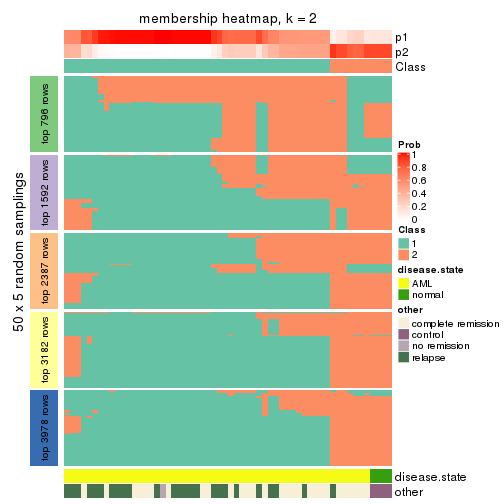 membership heatmap, k = 2
p1
p2
Class
50 x 5 random samplings
top 796 rows
top 1592 rows
top 2387 rows
top 3182 rows
top 3978 rows
Prob
1
0.8
0.6
0.4
0.2
0
Class
1
2
disease.state
AML
normal
other
complete remission
control
no remission
relapse
disease.state
other